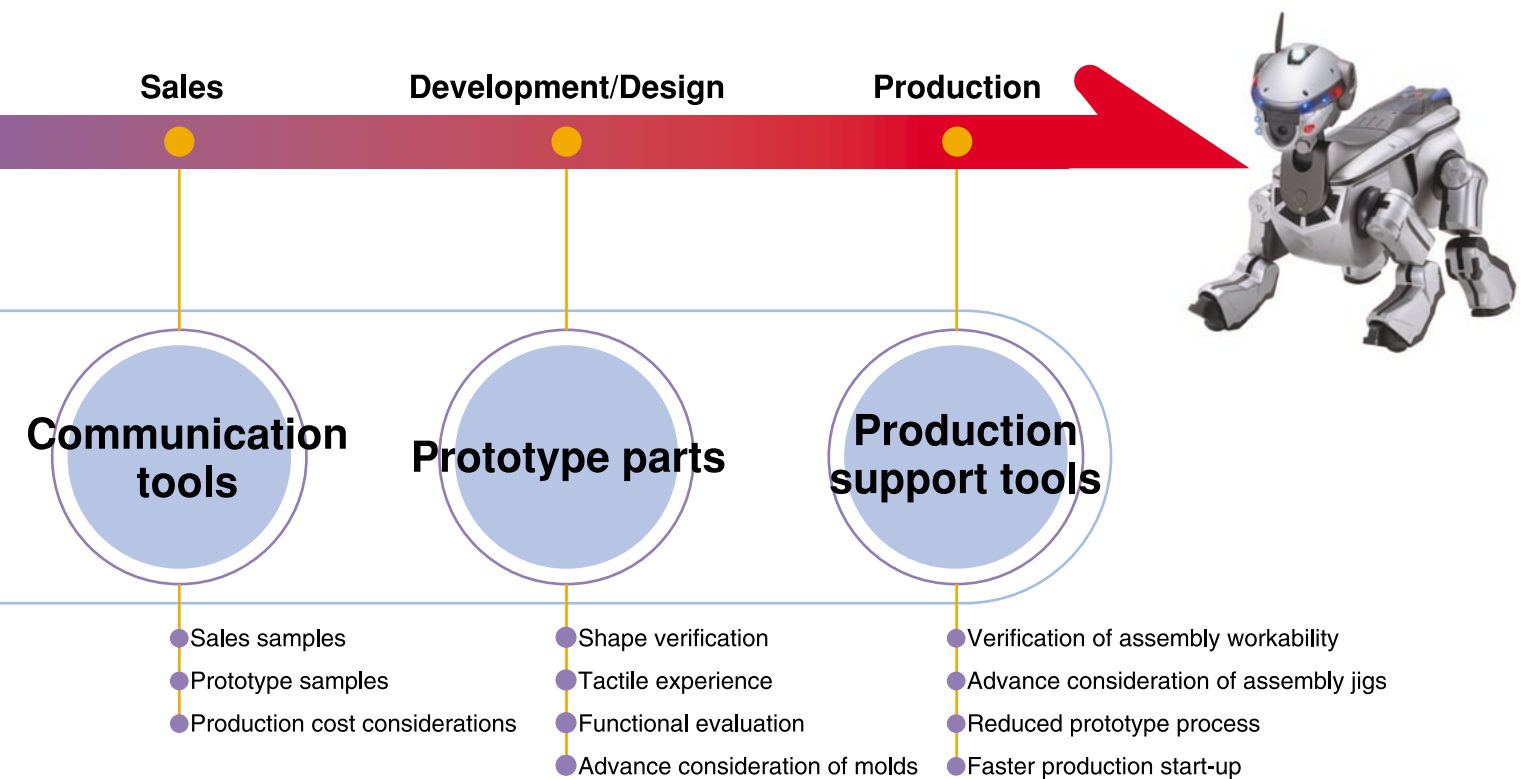 Sales
Development/Design
Production
Communication
tools
Prototype parts
Production
support tools
Sales samples
Prototype samples
Production cost considerations
Shape verification
Tactile experience
Functional evaluation
Advance consideration of molds
Verification of assembly workability
Advance consideration of assembly jigs
Reduced prototype process
Faster production start-up